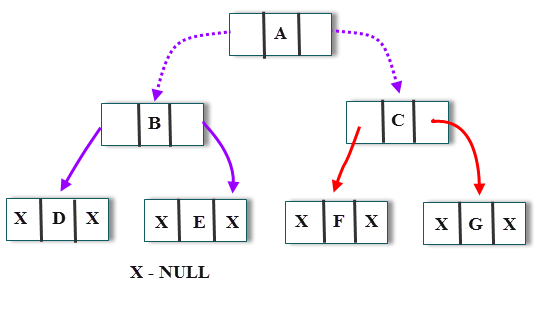 A
B
C
X D X
X E X
X F X
X G X
X - NULL